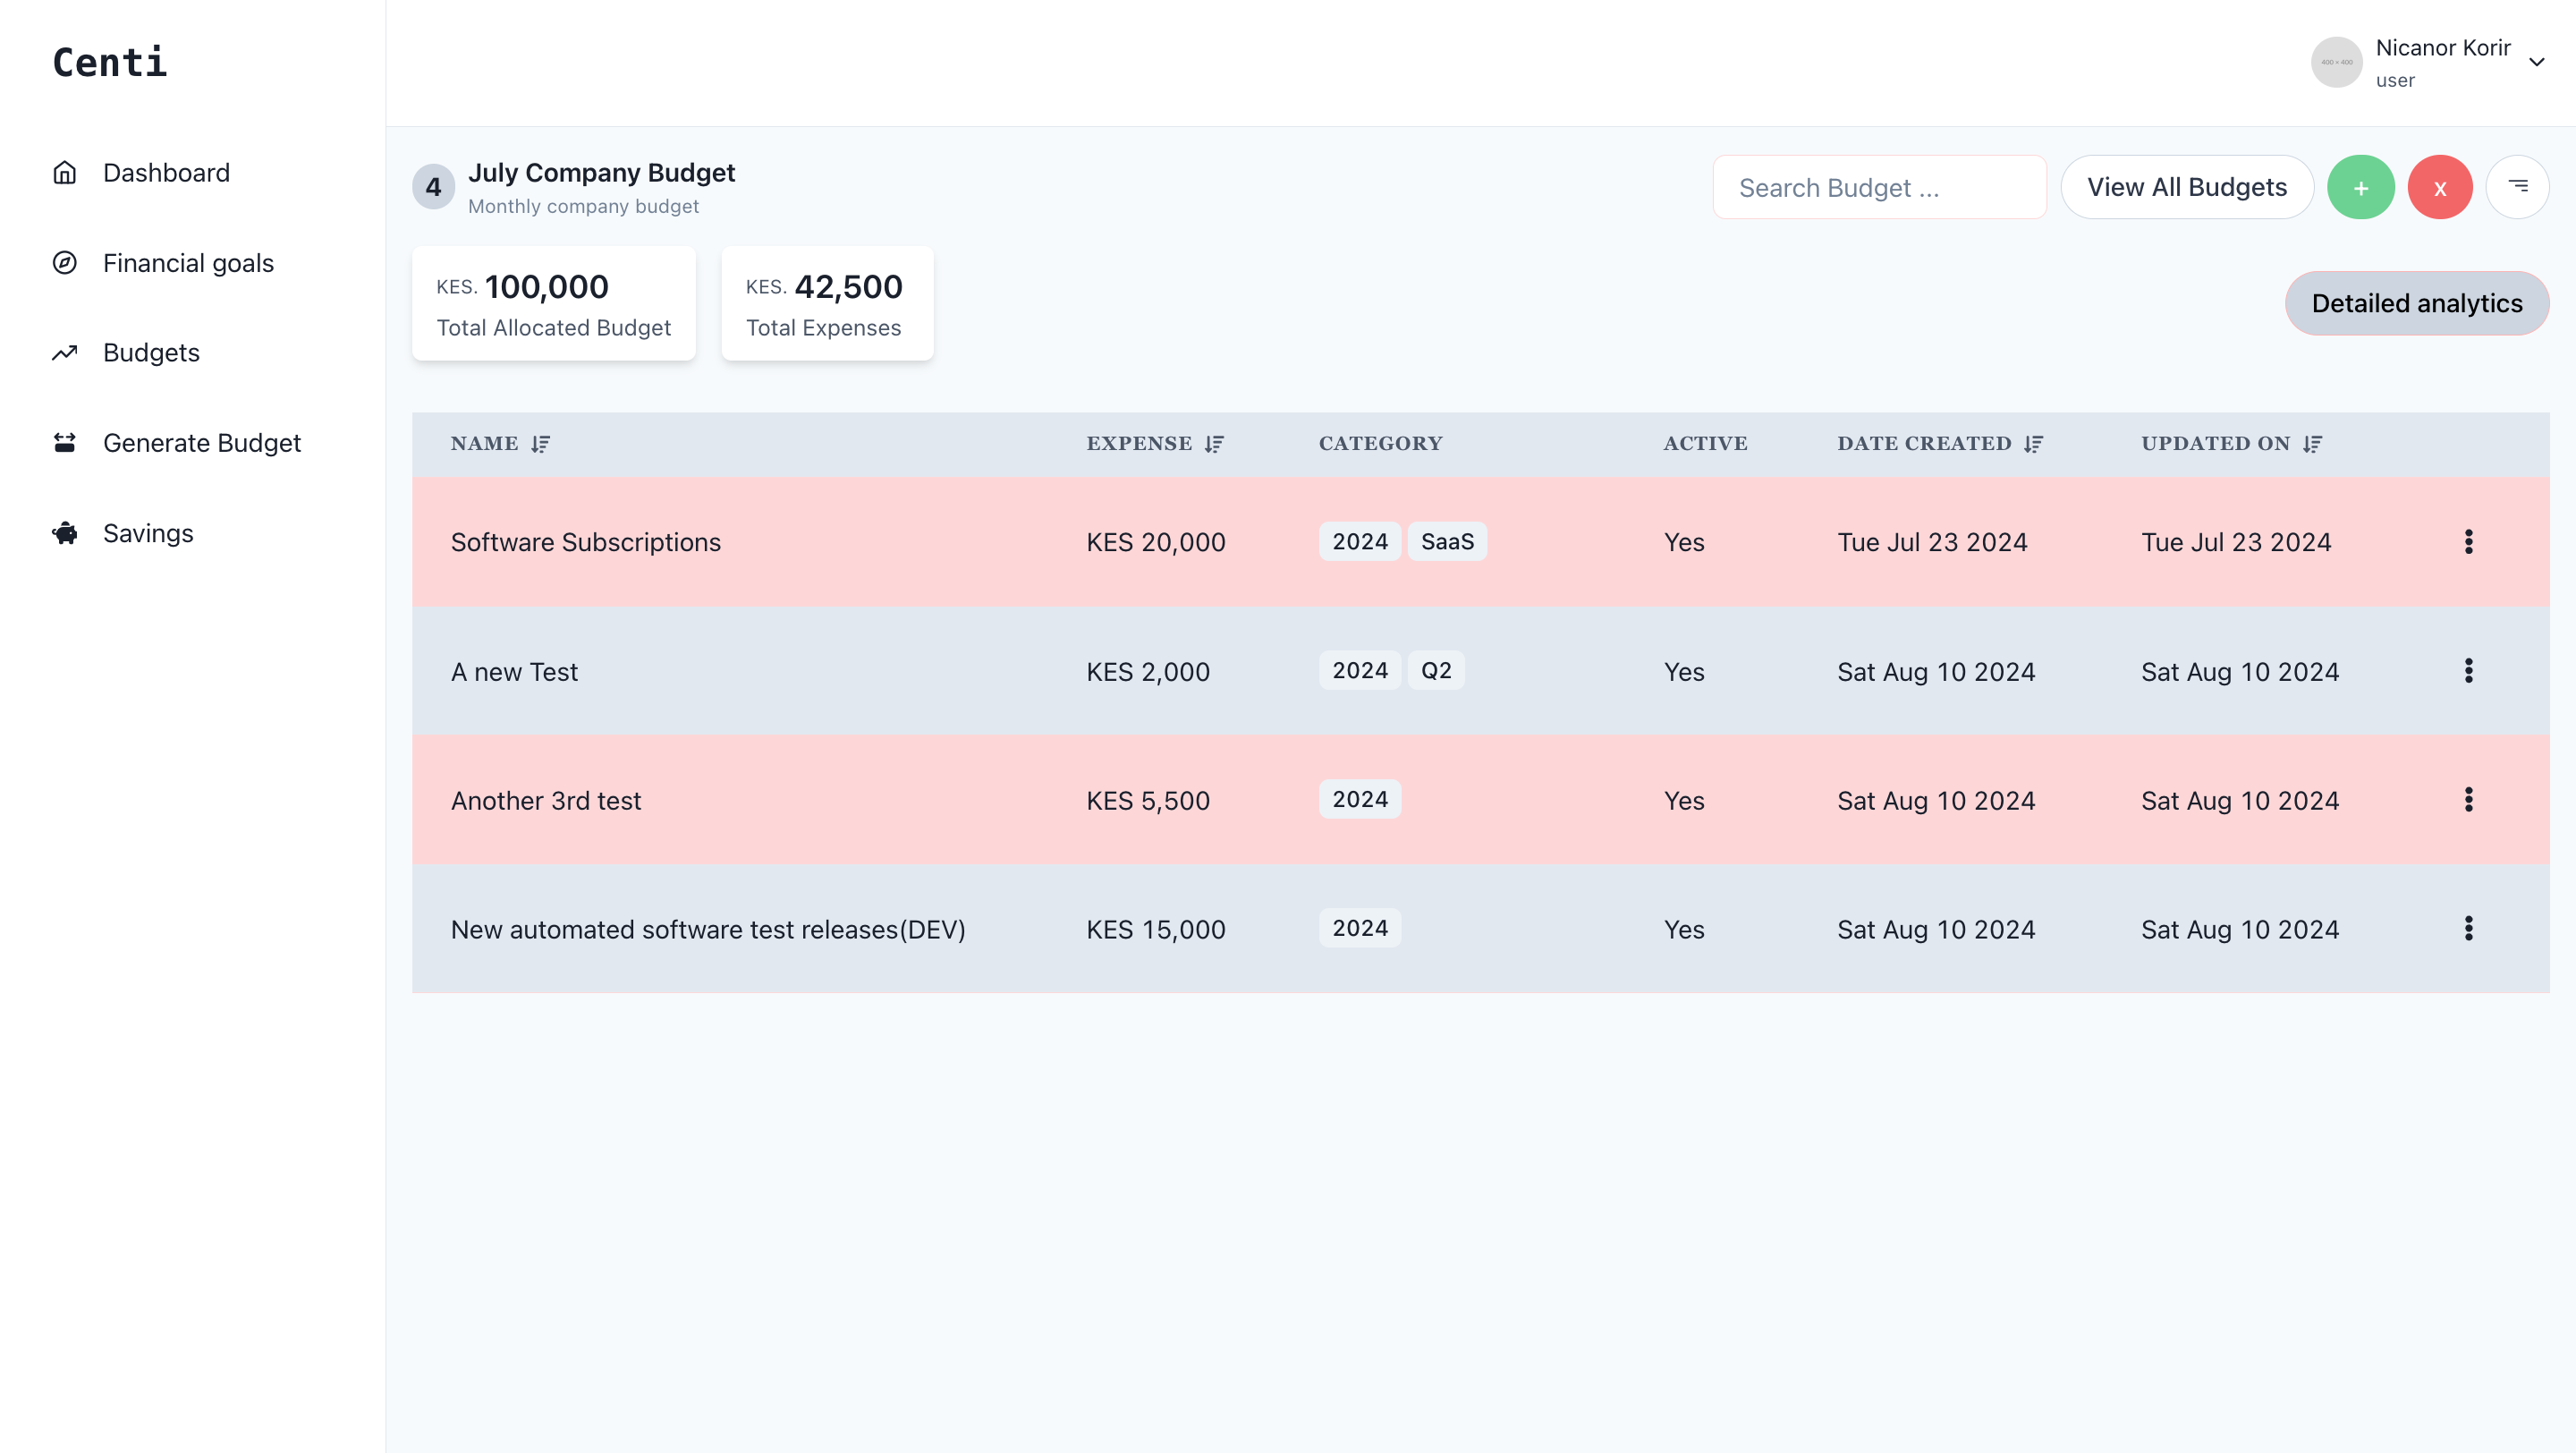 Centi
Nicanor Korir
user
400 × 400
Dashboard
Financial goals
Budgets
Generate Budget
Savings
4
July Company Budget
Monthly company budget
Search Budget ...
View All Budgets
+
x
KES. 100,000
Total Allocated Budget
KES. 42,500
Total Expenses
Detailed analytics
NAME EXPENSE CATEGORY ACTIVE DATE CREATED UPDATED ON
Software Subscriptions KES 20,000 2024 SaaS Yes Tue Jul 23 2024 Tue Jul 23 2024
A new Test KES 2,000 2024 Q2 Yes Sat Aug 10 2024 Sat Aug 10 2024
Another 3rd test KES 5,500 2024 Yes Sat Aug 10 2024 Sat Aug 10 2024
New automated software test releases(DEV) KES 15,000 2024 Yes Sat Aug 10 2024 Sat Aug 10 2024